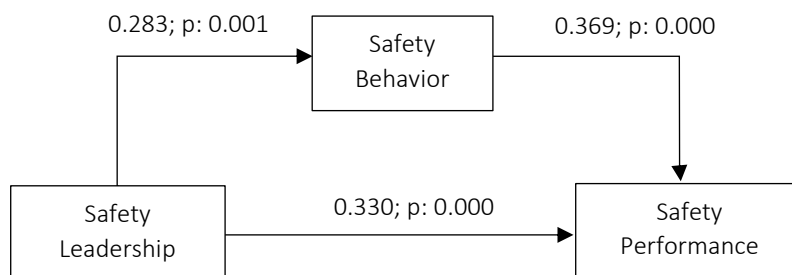 0.283; p: 0.001
Safety
Behavior
0.369; p: 0.000
Safety
Leadership
0.330; p: 0.000
Safety
Performance